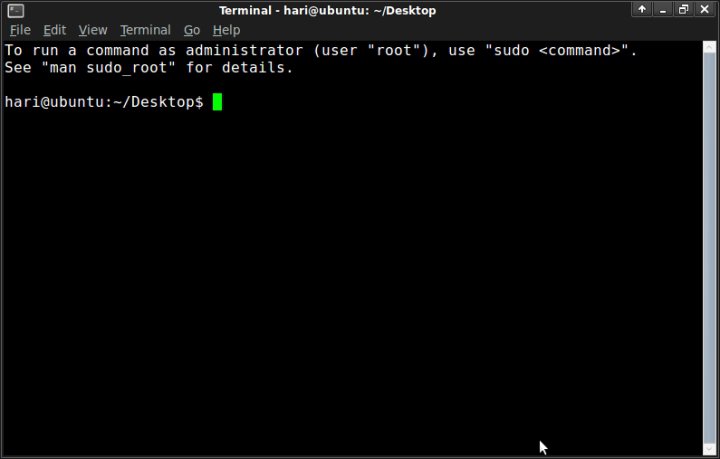 Terminal - hari@ubuntu: ~/Desktop
File Edit View Terminal Go Help
To run a command as administrator (user "root"), use "sudo <command>".
See "man sudo_root" for details.
hari@ubuntu:~/Desktop$